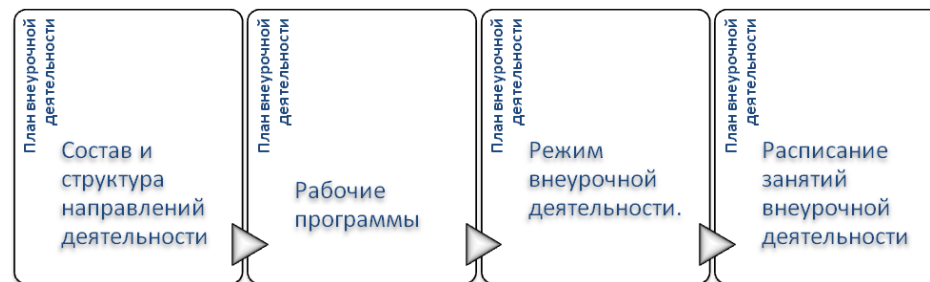 План внеурочной
деятельности
Состав и
структура
направлений
деятельности
План внеурочной
деятельности
Рабочие
программы
План внеурочной
деятельности
Режим
внеурочной
деятельности.
План внеурочной
деятельности
Расписание
занятий
внеурочной
деятельности